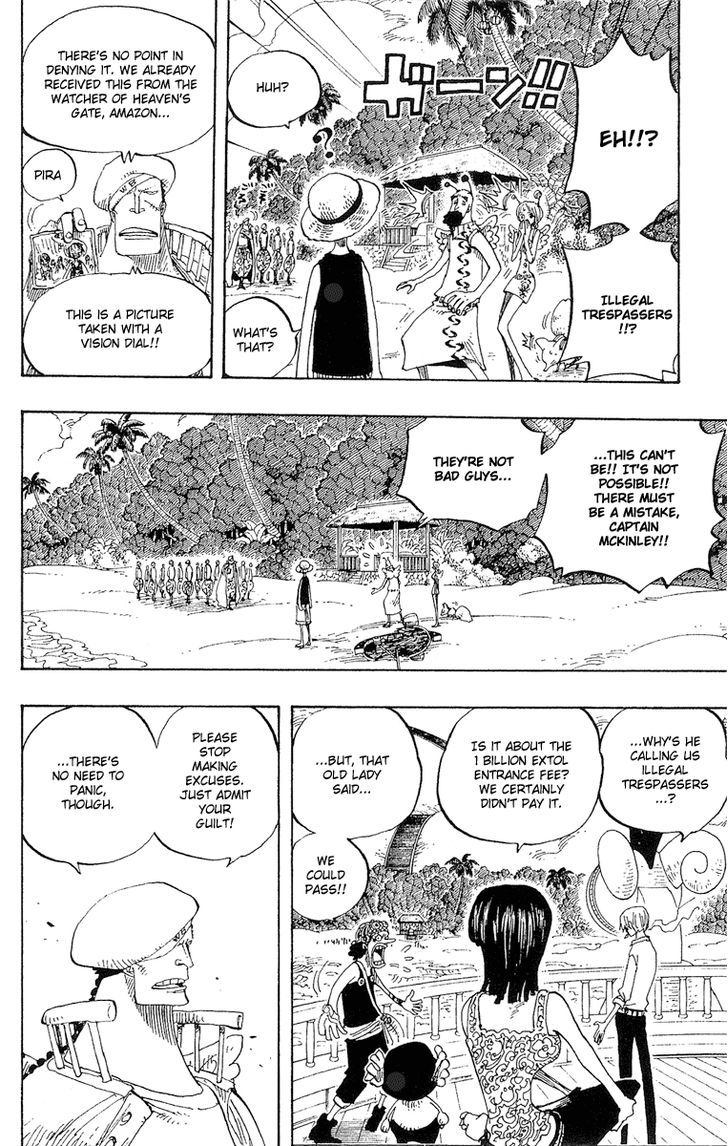 EH!!?
ILLEGAL
TRESPASSERS
!!?
ガーン!!
HUH?
?
WHAT'S
THAT?
THERE'S NO POINT IN
DENYING IT. WE ALREADY
RECEIVED THIS FROM THE
WATCHER OF HEAVEN'S
GATE, AMAZON...
PIRA
THIS IS A PICTURE
TAKEN WITH A
VISION DIAL!!
...THIS CAN'T
BE!! IT'S NOT
POSSIBLE!!
THERE MUST
BE A MISTAKE,
CAPTAIN
MCKINLEY!!
THEY'RE NOT
BAD GUYS...
...WHY'S HE
CALLING US
ILLEGAL
TRESPASSERS
...?
IS IT ABOUT THE
1 BILLION EXTOL
ENTRANCE FEE?
WE CERTAINLY
DIDN'T PAY IT.
...BUT, THAT
OLD LADY
SAID...
WE
COULD
PASS!!
PLEASE
STOP
MAKING
EXCUSES.
JUST ADMIT
YOUR
GUILT!
...THERE'S
NO NEED TO
PANIC,
THOUGH.